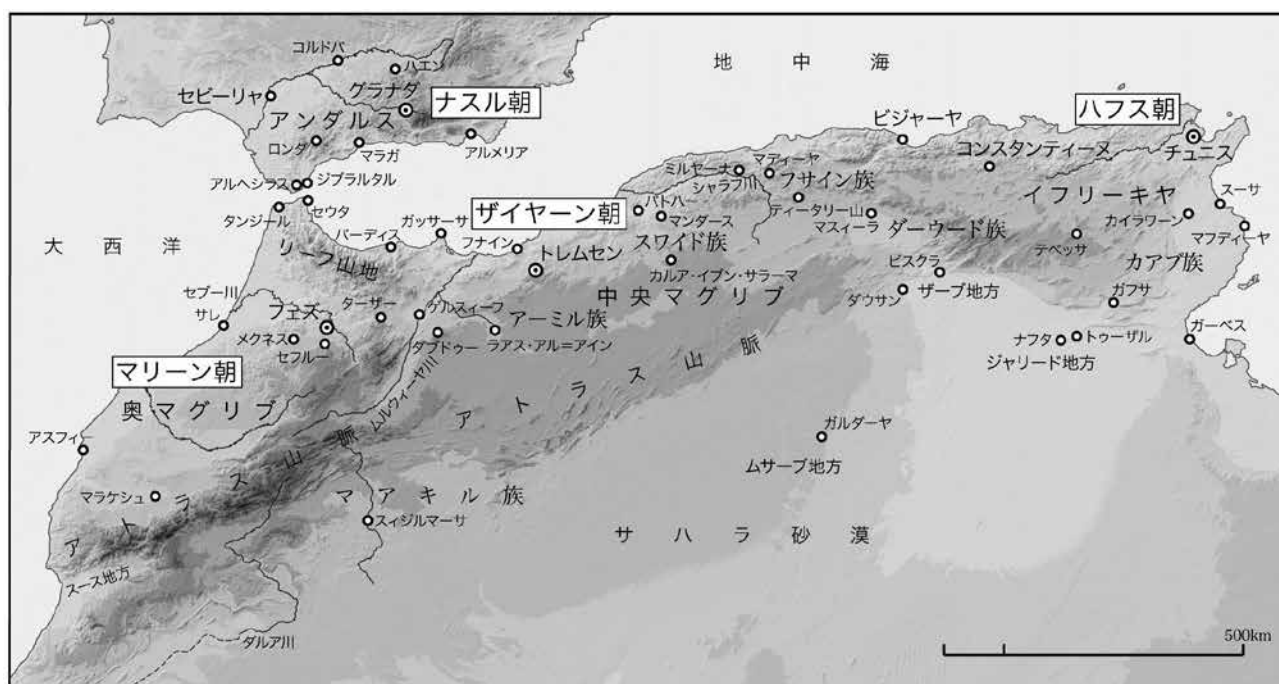 コルドバ
ハエン
地中海
セビーリャ
グラナダ
ナスル朝
アンダルス
ロンダ
マラガ
アルメリア
ハフス朝
ビジャーヤ
コンスタンティーヌ
チュニス
アルヘシラス
ジブラルタル
タンジール
セウタ
ミルヤーナ
マディーヤ
シャラフ川
フサイン族
イフリーキヤ
スーサ
ザイヤーン朝
バトハー
マンダース
ティータリー山
マスィーラ
ダーウード族
カイラワーン
マフディーヤ
大西洋
バーディス
ガッサーサ
フナイン
トレムセン
スワイド族
テベッサ
カアブ族
リーフ山地
カルア・イブン・サラーマ
ビスクラ
中央マグリブ
ダウサン
ザーブ地方
ガフサ
セブー川
サレ
フェズ
ターザー
ゲルスィーフ
アーミル族
メクネス
セフルー
ダブドゥー
ラアス・アル=アイン
ナフタ
トゥーザル
ガーベス
ジャリード地方
マリーン朝
ムルウィーヤ川
奥マグリブ
アトラス山脈
アスフィー
ガルダーヤ
ムサーブ地方
マラケシュ
アトラス山脈
マアキル族
スィジルマーサ
サハラ砂漠
スース地方
ダルア川
500km